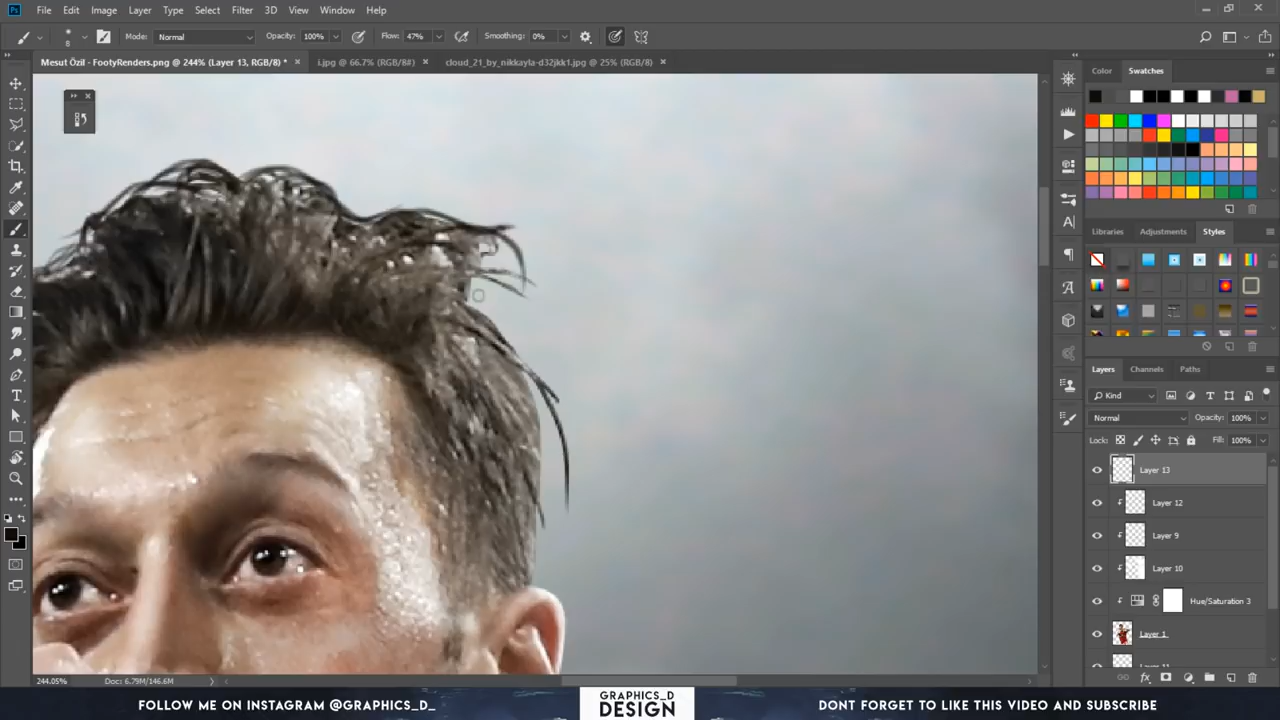 Ps File Edit Image Layer Type Select Filter 3D View Window Help
8 Mode: Normal Opacity: 100% Flow: 47% Smoothing: 0%
Mesut Özil - FootyRenders.png @ 244% (Layer 13, RGB/8) * × i.jpg @ 66.7% (RGB/8#) × cloud_21_by_nikkayla-d32jkk1.jpg @ 25% (RGB/8) ×
Color Swatches
Libraries Adjustments Styles
Layers Channels Paths
Kind
Normal Opacity: 100%
Lock: Fill: 100%
Layer 13
Layer 12
Layer 9
Layer 10
Hue/Saturation 3
Layer 1
244.05% Doc: 6.79M/146.6M
FOLLOW ME ON INSTAGRAM @GRAPHICS_D_
GRAPHICS_D
DESIGN
DONT FORGET TO LIKE THIS VIDEO AND SUBSCRIBE